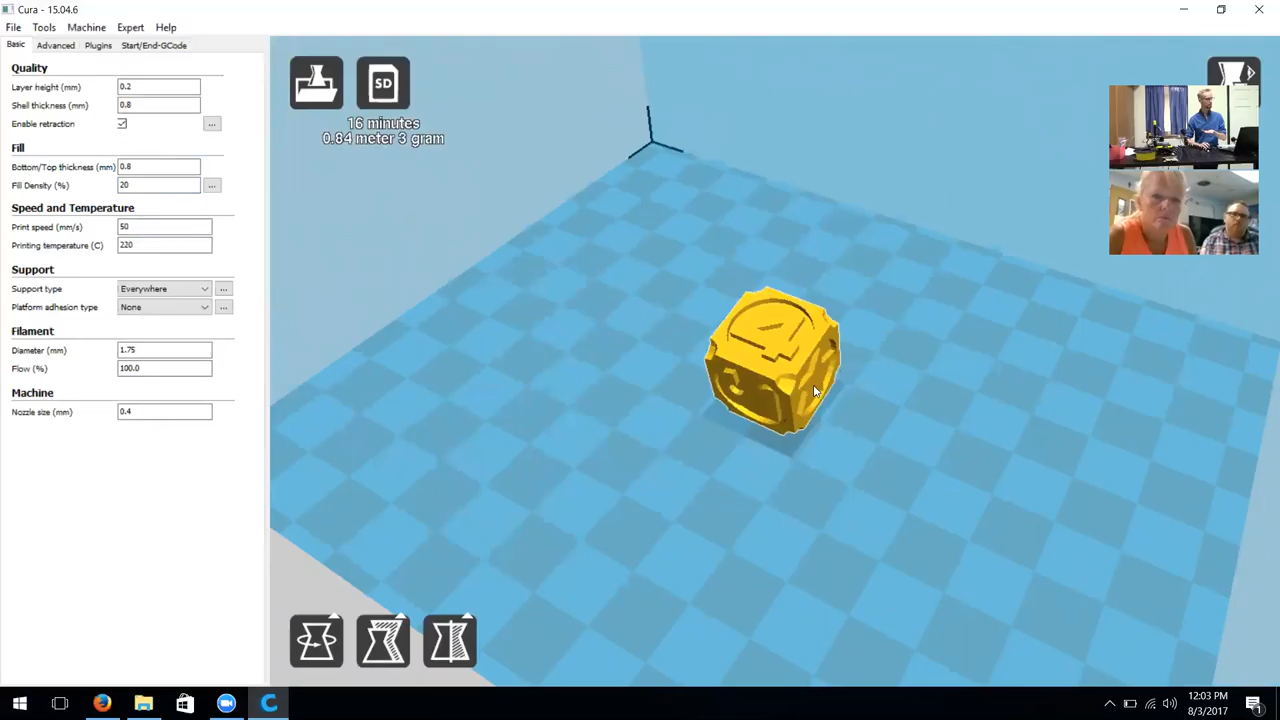 Cura - 15.04.6
File Tools Machine Expert Help
Basic Advanced Plugins Start/End-GCode
Quality
Layer height (mm) 0.2
Shell thickness (mm) 0.8
Enable retraction ...
Fill
Bottom/Top thickness (mm) 0.8
Fill Density (%) 20 ...
Speed and Temperature
Print speed (mm/s) 50
Printing temperature (C) 220
Support
Support type Everywhere ...
Platform adhesion type None ...
Filament
Diameter (mm) 1.75
Flow (%) 100.0
Machine
Nozzle size (mm) 0.4
SD
16 minutes
0.84 meter 3 gram
4
12:03 PM
8/3/2017
1